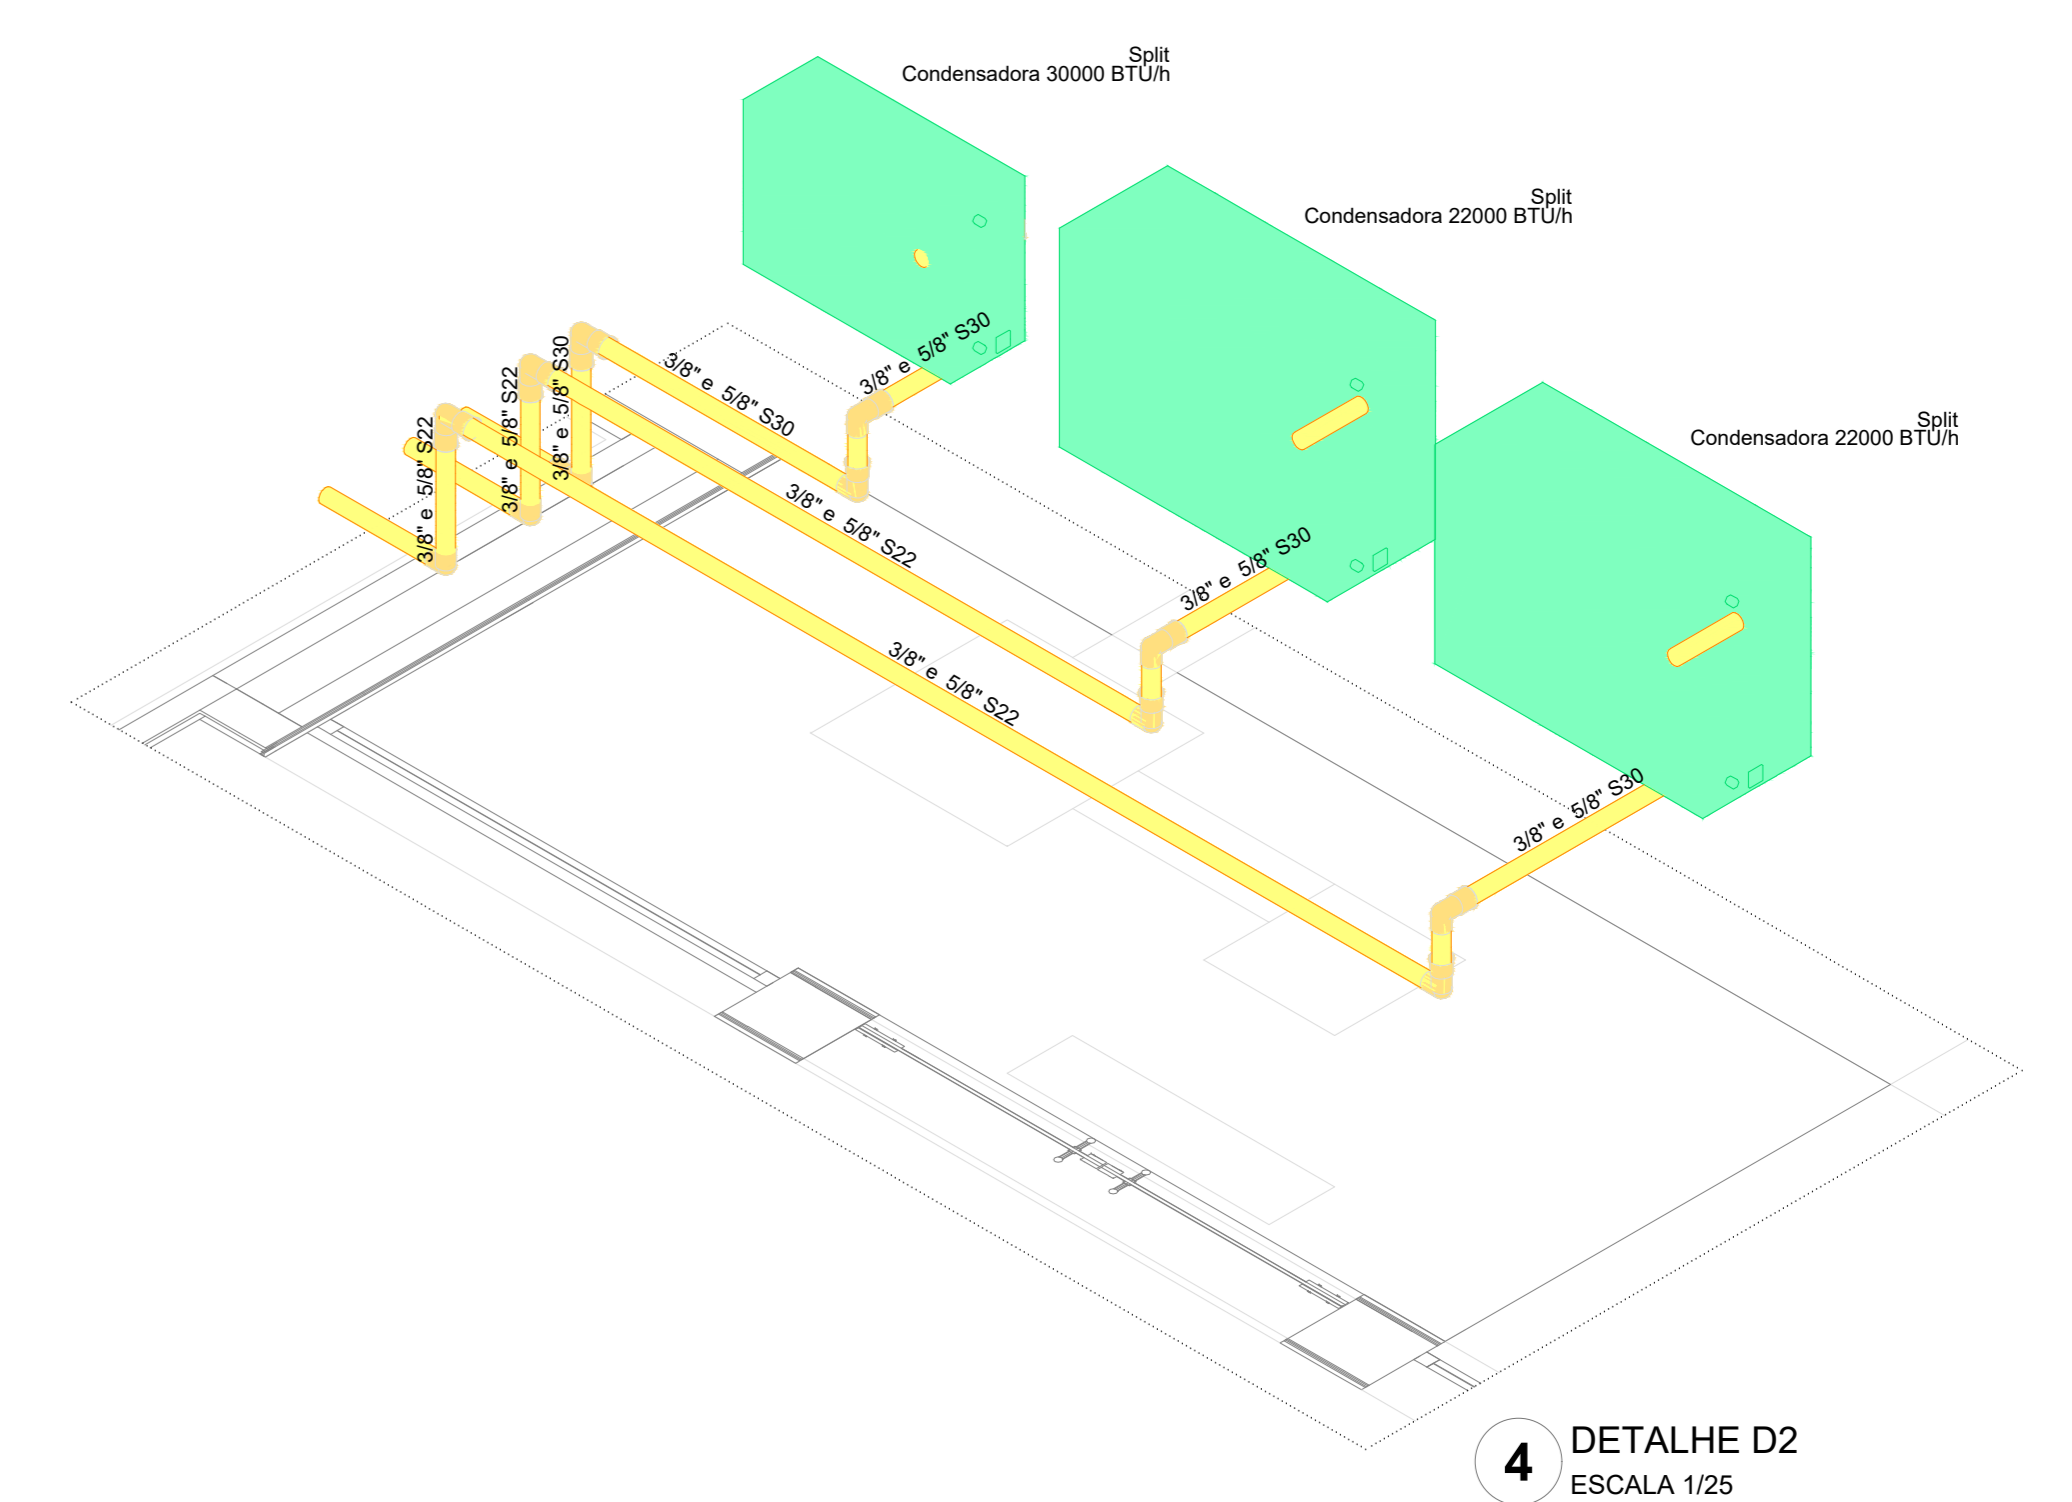 Split
Condensadora 30000 BTU/h
Split
Condensadora 22000 BTU/h
Split
Condensadora 22000 BTU/h
3/8" e 5/8" S30
3/8" e 5/8" S30
3/8" e 5/8" S30
3/8" e 5/8" S22
3/8" e 5/8" S22
3/8" e 5/8" S22
3/8" e 5/8" S30
3/8" e 5/8" S22
3/8" e 5/8" S30
4
DETALHE D2
ESCALA 1/25